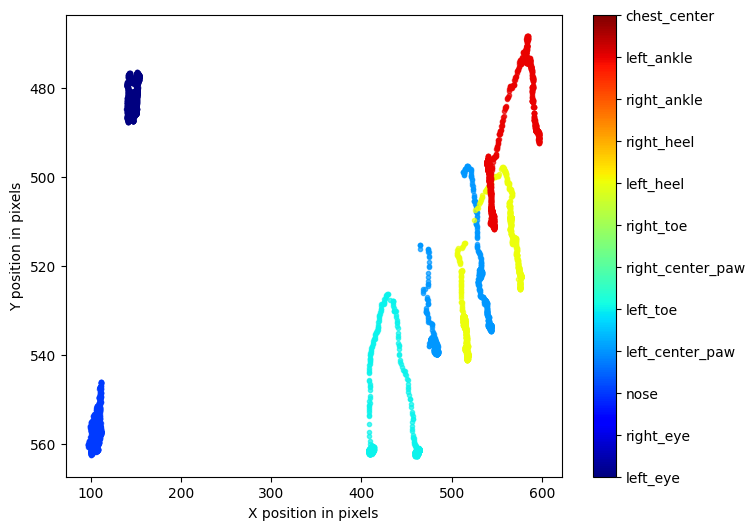 480
500
520
540
560
Y position in pixels
100
200
300
400
500
600
X position in pixels
chest_center
left_ankle
right_ankle
right_heel
left_heel
right_toe
right_center_paw
left_toe
left_center_paw
nose
right_eye
left_eye